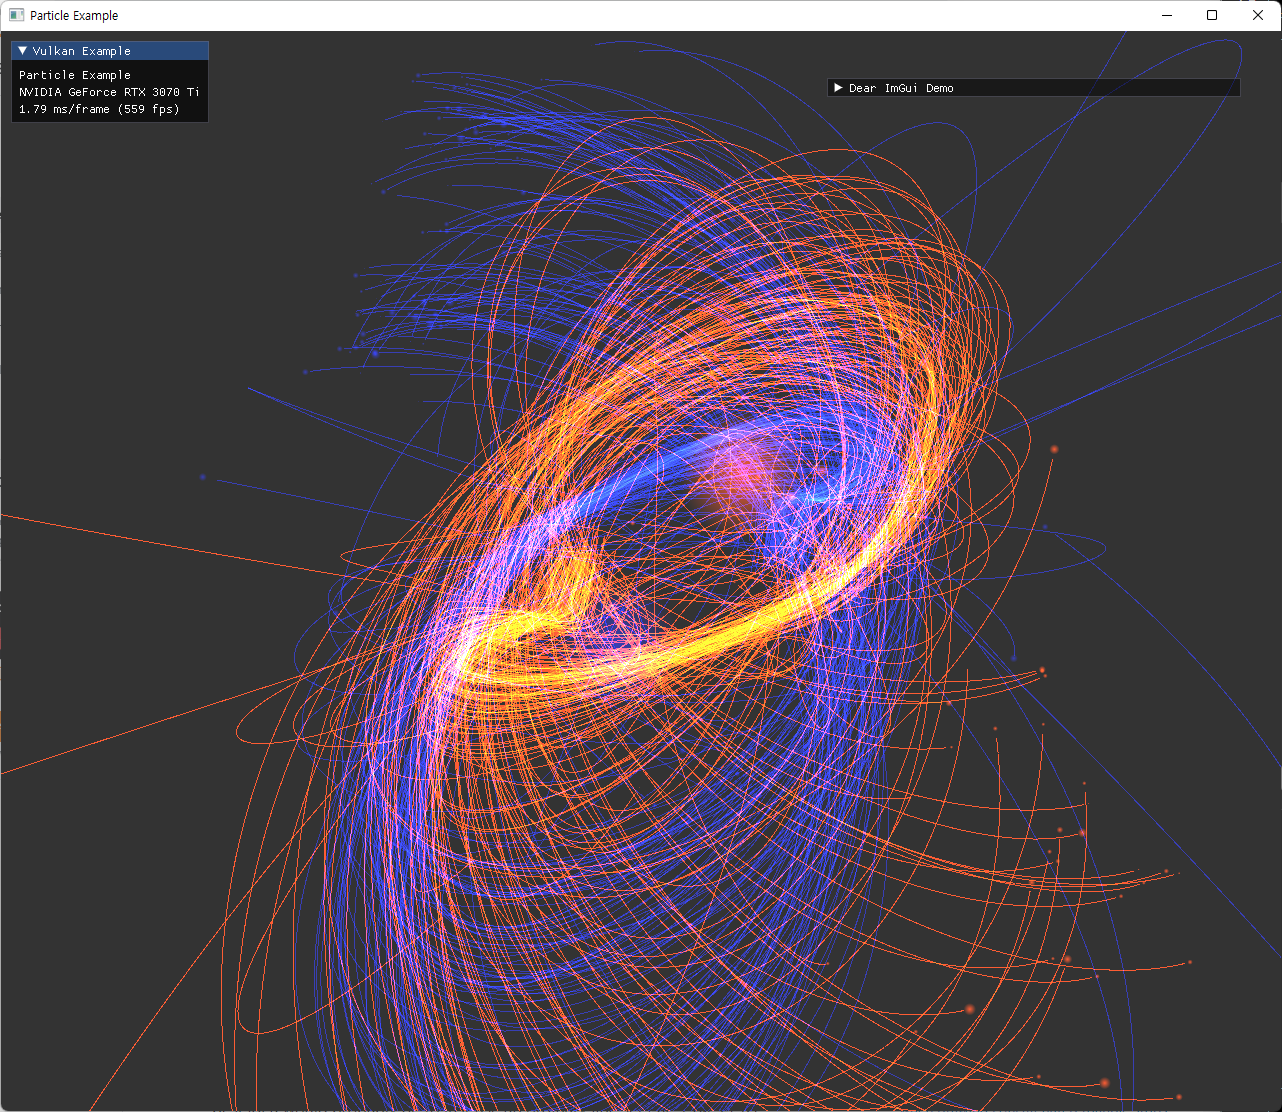 Particle Example
Vulkan Example
Particle Example
NVIDIA GeForce RTX 3070 Ti
1.79 ms/frame (559 fps)
Dear ImGui Demo